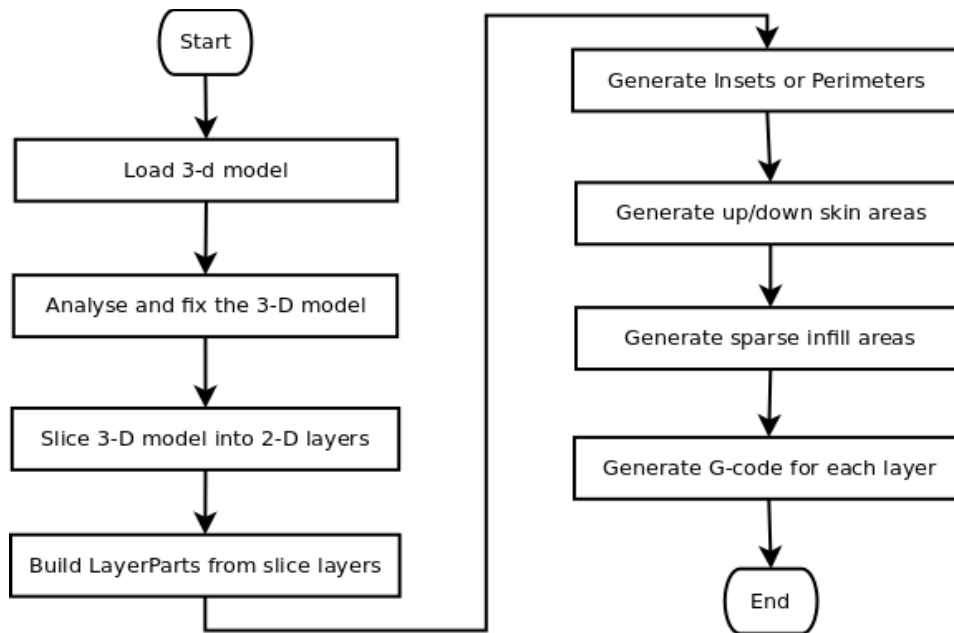 Start
Load 3-d model
Analyse and fix the 3-D model
Slice 3-D model into 2-D layers
Build LayerParts from slice layers
Generate Insets or Perimeters
Generate up/down skin areas
Generate sparse infill areas
Generate G-code for each layer
End